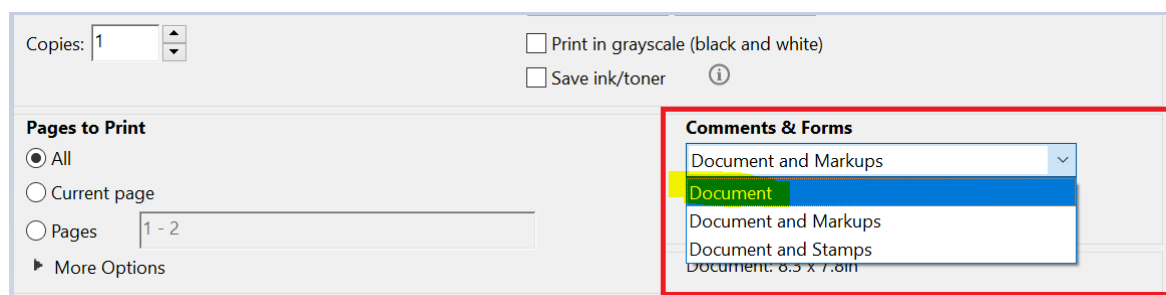 Copies: 1
Print in grayscale (black and white)
Save ink/toner
Pages to Print
All
Current page
Pages 1 - 2
More Options
Comments & Forms
Document and Markups
Document
Document and Markups
Document and Stamps
Document: 8.5 x 7.8in